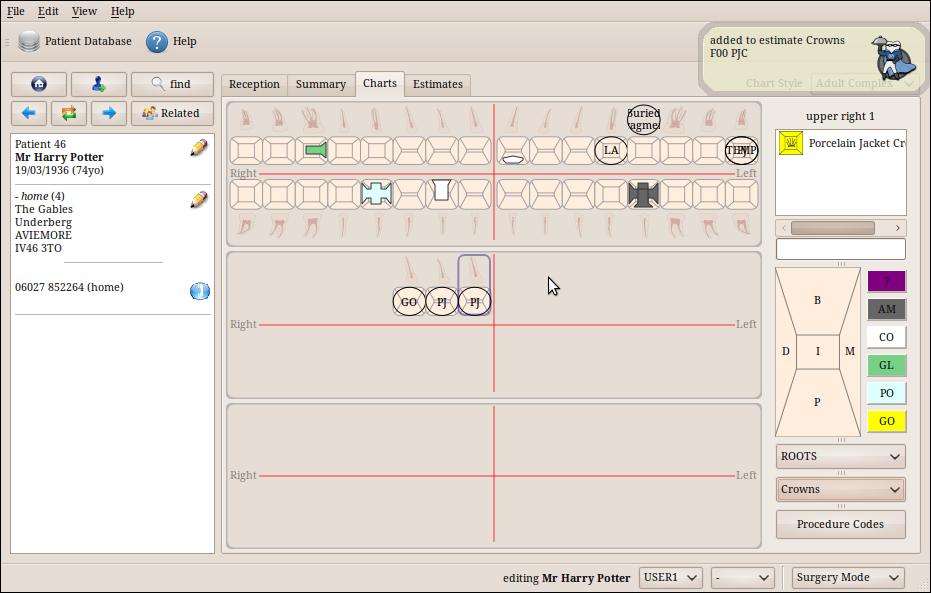 File Edit View Help
Patient Database
Help
added to estimate Crowns
F00 PJC
Chart Style
Adult Complex
find
Related
Reception
Summary
Charts
Estimates
Patient 46
Mr Harry Potter
19/03/1936 (74yo)
- home (4)
The Gables
Underberg
AVIEMORE
IV46 3TO
06027 852264 (home)
Buried
LA
Right
Left
GO
PJ
PJ
Right
Left
Right
Left
upper right 1
Porcelain Jacket Cr
B
D
I
M
P
?
AM
CO
GL
PO
GO
ROOTS
Crowns
Procedure Codes
editing Mr Harry Potter
USER1
-
Surgery Mode